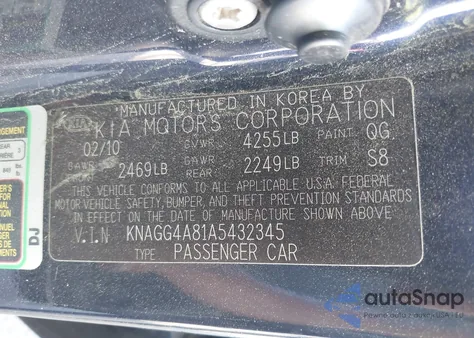 MANUFACTURED IN KOREA BY
KIA KIA MOTORS CORPORATION
02/10 GVWR 4255LB PAINT QG
GAWR FRONT 2469LB GAWR REAR 2249LB TRIM S8
THIS VEHICLE CONFORMS TO ALL APPLICABLE U.S.A. FEDERAL
MOTOR VEHICLE SAFETY, BUMPER, AND THEFT PREVENTION STANDARDS
IN EFFECT ON THE DATE OF MANUFACTURE SHOWN ABOVE
V.I.N KNAGG4A81A5432345
TYPE PASSENGER CAR
DJ
autoSnap